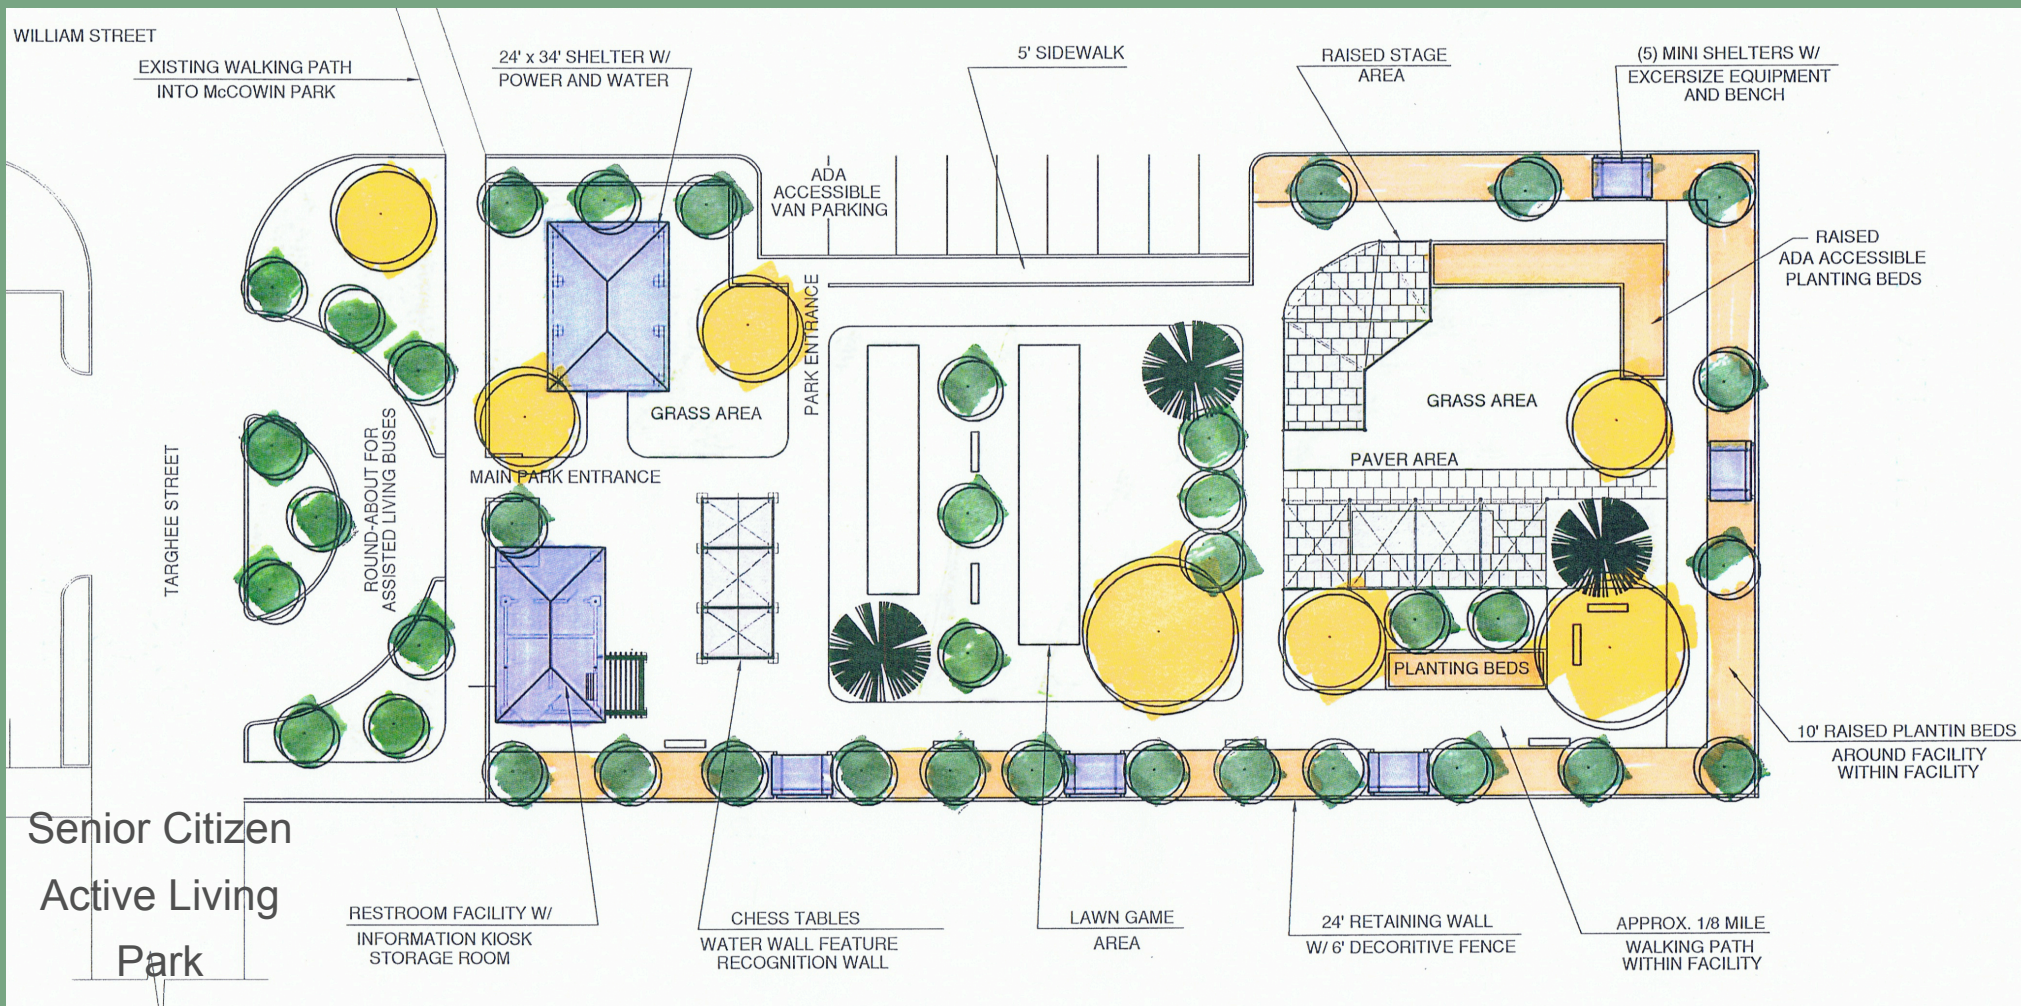 WILLIAM STREET
EXISTING WALKING PATH
INTO McCOWIN PARK
24' x 34' SHELTER W/
POWER AND WATER
5' SIDEWALK
RAISED STAGE
AREA
(5) MINI SHELTERS W/
EXCERSIZE EQUIPMENT
AND BENCH
ADA
ACCESSIBLE
VAN PARKING
RAISED
ADA ACCESSIBLE
PLANTING BEDS
PARK ENTRANCE
GRASS AREA
GRASS AREA
MAIN PARK ENTRANCE
PAVER AREA
TARGHEE STREET
ROUND-ABOUT FOR
ASSISTED LIVING BUSES
PLANTING BEDS
10' RAISED PLANTIN BEDS
AROUND FACILITY
WITHIN FACILITY
Senior Citizen
Active Living
Park
RESTROOM FACILITY W/
INFORMATION KIOSK
STORAGE ROOM
CHESS TABLES
WATER WALL FEATURE
RECOGNITION WALL
LAWN GAME
AREA
24' RETAINING WALL
W/ 6' DECORITIVE FENCE
APPROX. 1/8 MILE
WALKING PATH
WITHIN FACILITY